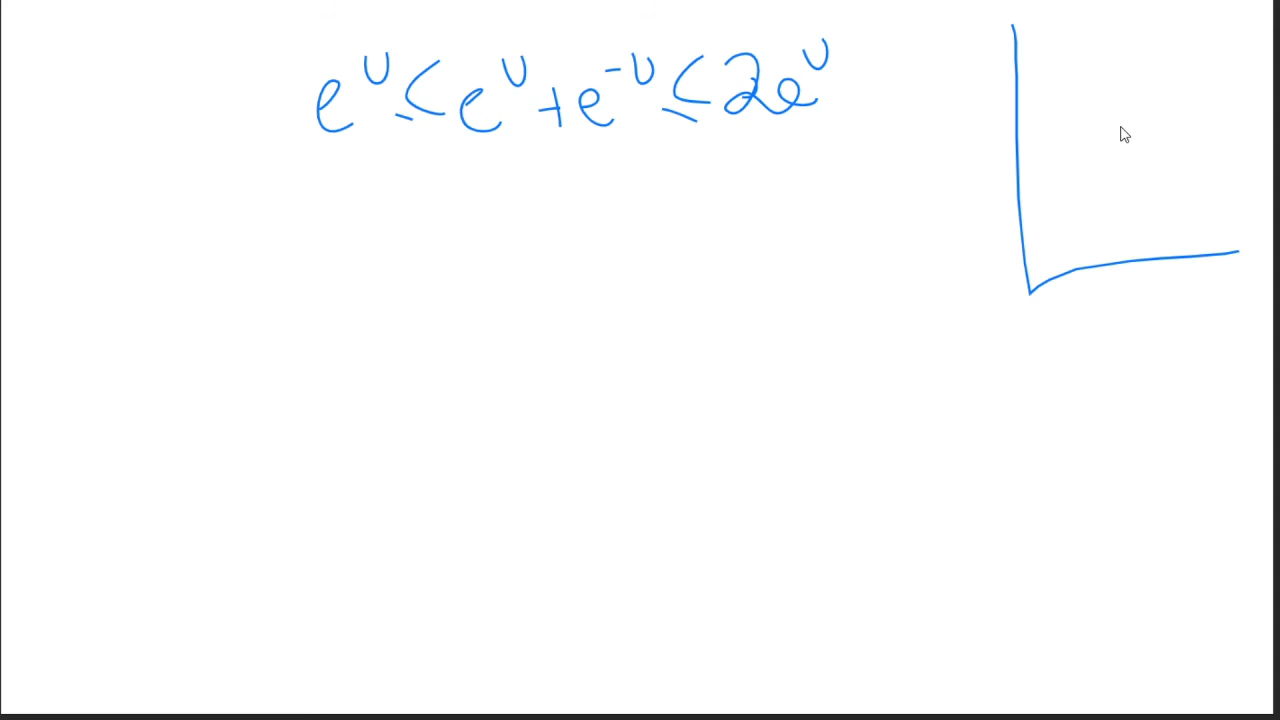 e^U ≤ e^U + e^-U ≤ 2e^U